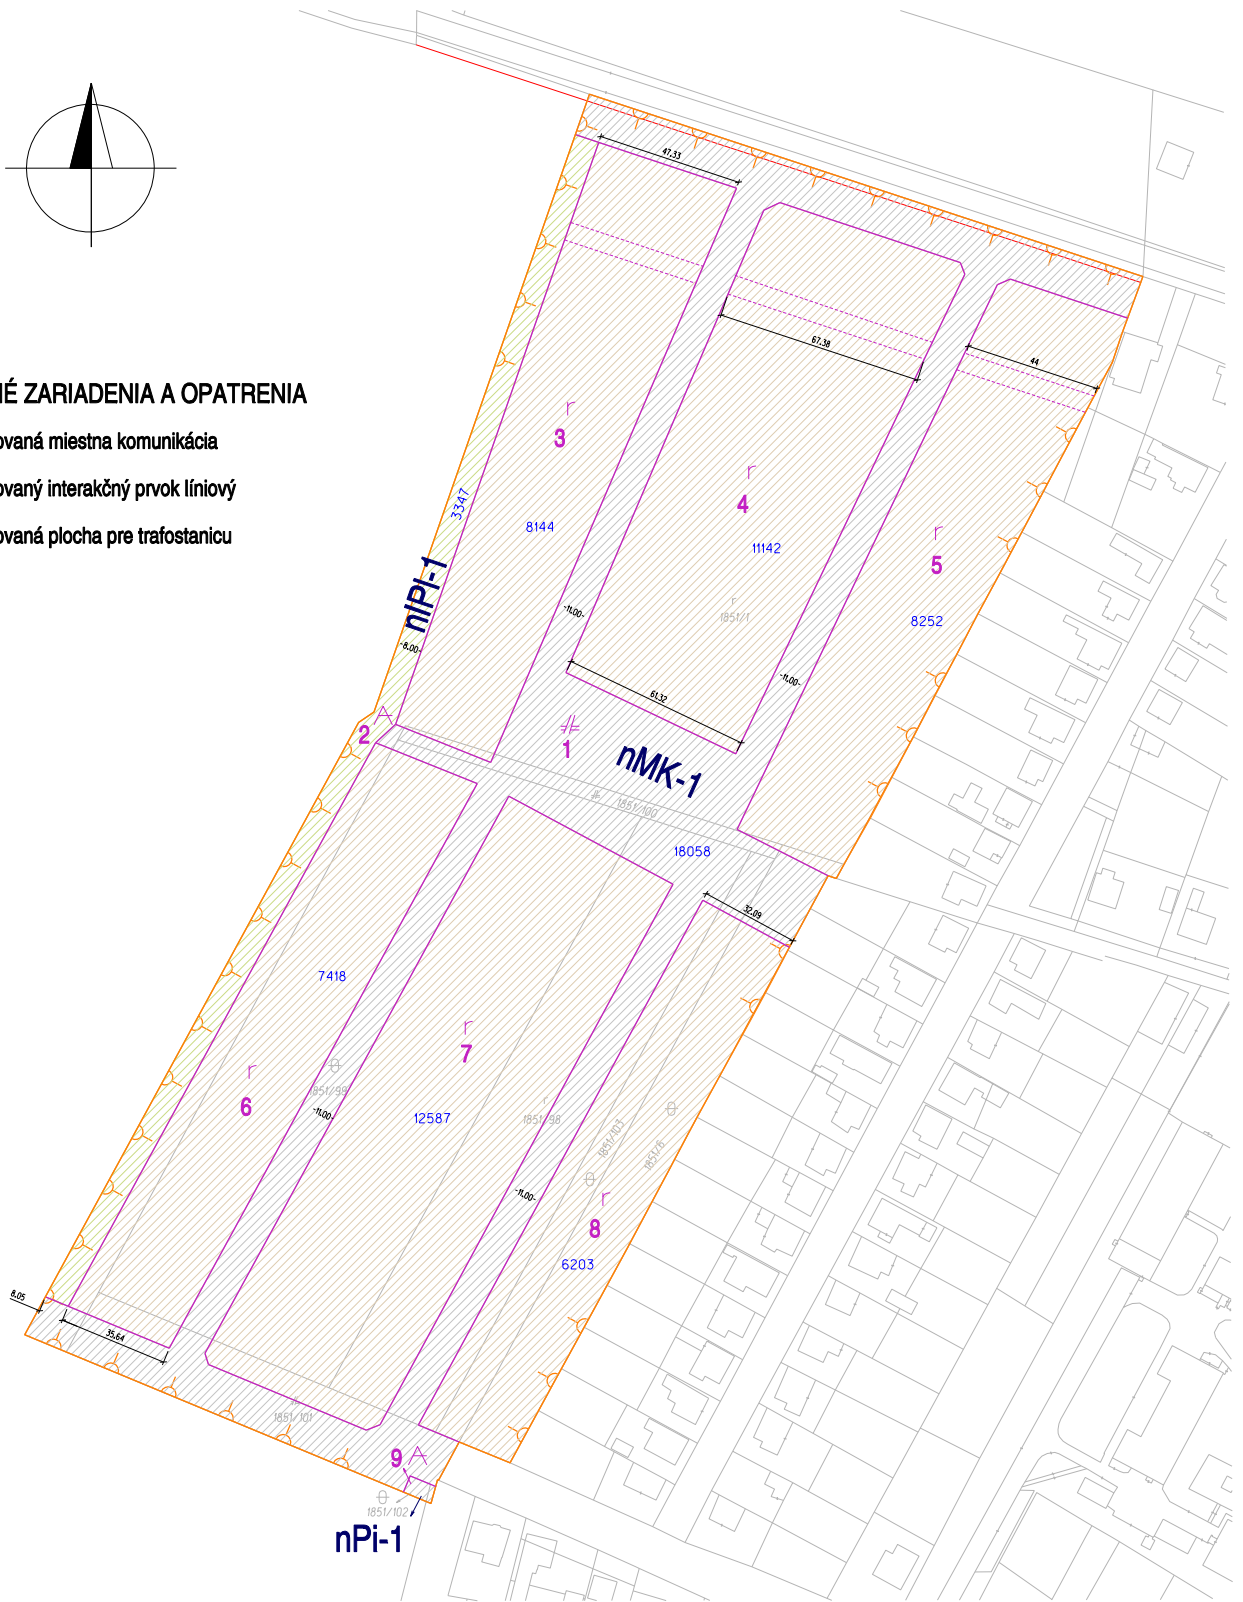 NÉ ZARIADENIA A OPATRENIA
ovaná miestna komunikácia
ovaný interakčný prvok líniový
ovaná plocha pre trafostanicu
47.33
67.38
44
r
3
3347
8144
r
4
11142
r
1851/1
r
5
8252
nIPl-1
-8.00-
-11.00-
-11.00-
61.32
2
1
nMK-1
1851/100
18058
32.09
7418
r
6
1851/99
-11.00-
r
7
12587
r
1851/98
1851/103
1851/6
-11.00-
r
8
6203
8.05
35.64
1851/101
9
1851/102
nPi-1